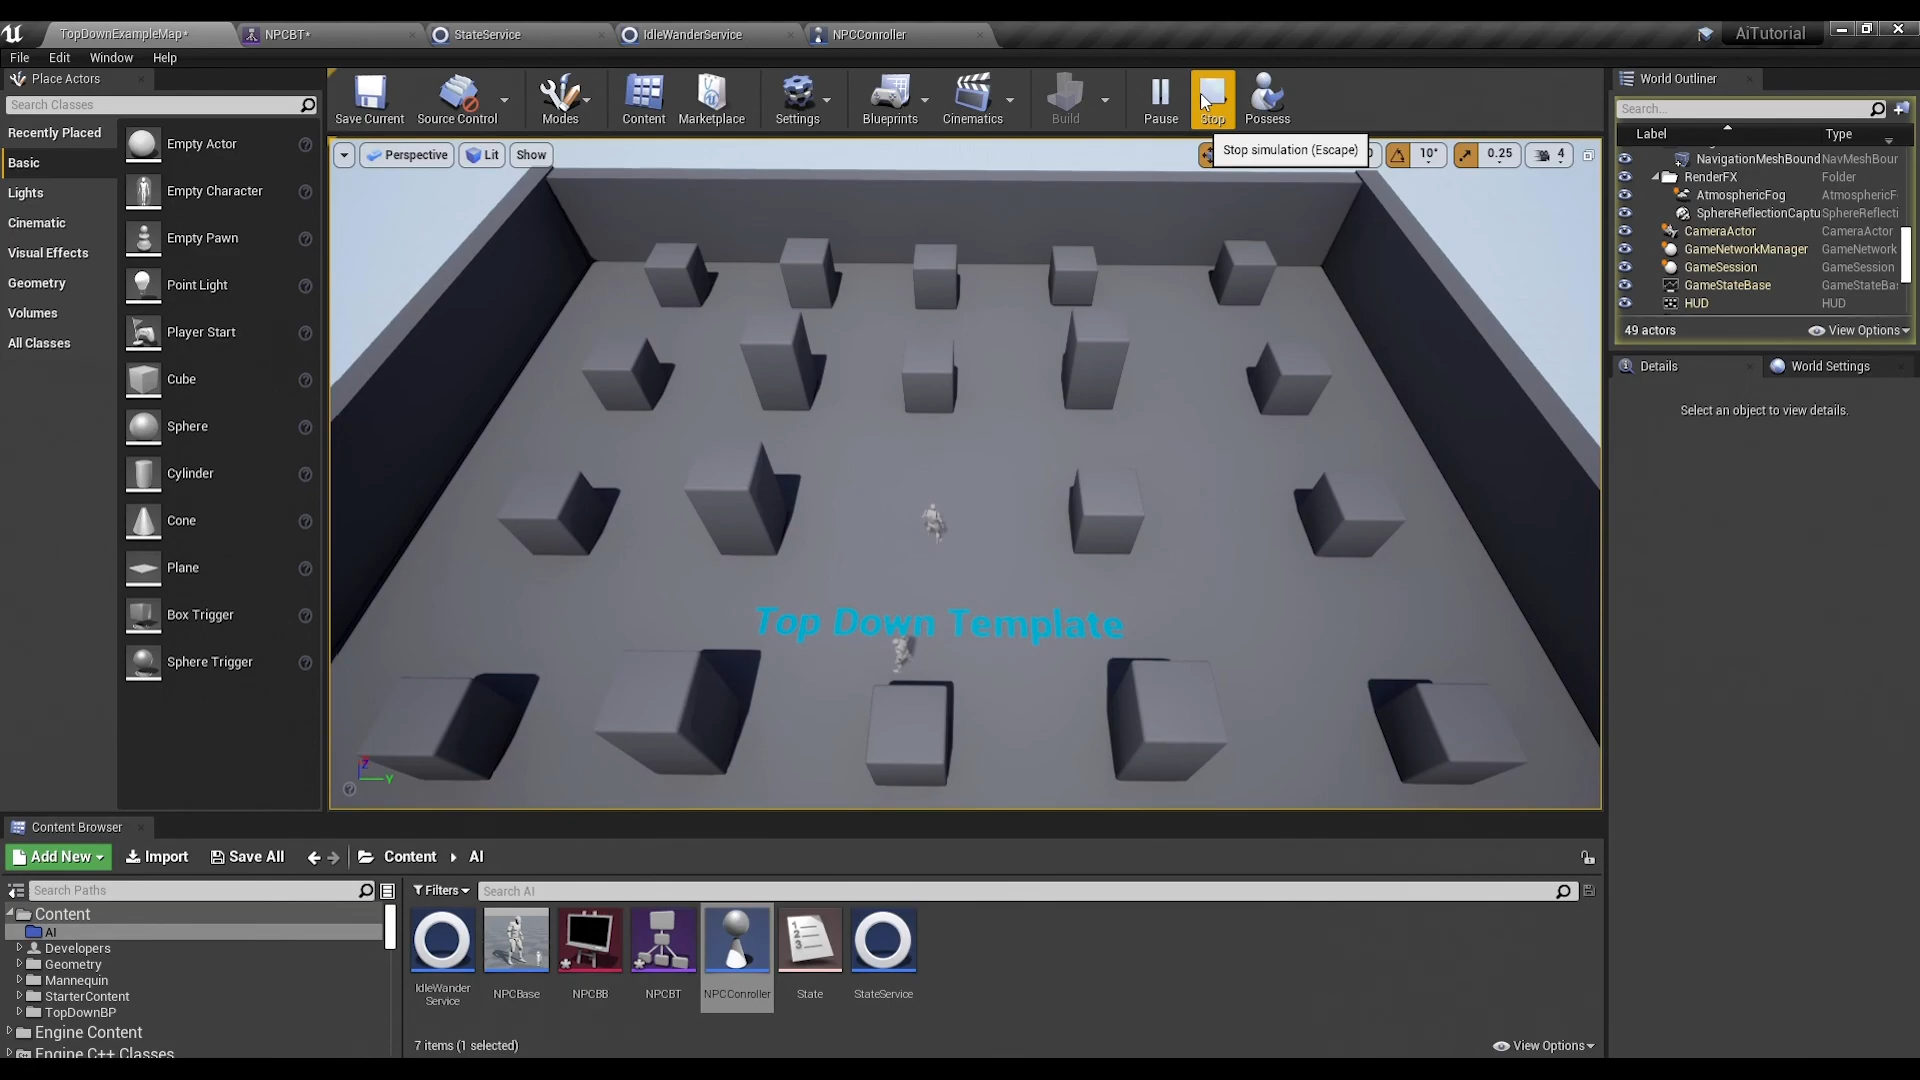 TopDownExampleMap*
NPCBT*
StateService
IdleWanderService
NPCConroller
AiTutorial
File Edit Window Help
Place Actors
Search Classes
Recently Placed
Basic
Lights
Cinematic
Visual Effects
Geometry
Volumes
All Classes
Empty Actor
Empty Character
Empty Pawn
Point Light
Player Start
Cube
Sphere
Cylinder
Cone
Plane
Box Trigger
Sphere Trigger
Save Current
Source Control
Modes
Content
Marketplace
Settings
Blueprints
Cinematics
Build
Pause
Stop
Possess
Stop simulation (Escape)
Perspective
Lit
Show
10°
0.25
4
Top Down Template
Z
Y
World Outliner
Search...
Label Type
NavigationMeshBound NavMeshBour
RenderFX Folder
AtmosphericFog AtmosphericF
SphereReflectionCaptu SphereReflecti
CameraActor CameraActor
GameNetworkManager GameNetwork
GameSession GameSession
GameStateBase GameStateBa
HUD HUD
49 actors
View Options
Details
World Settings
Select an object to view details.
Content Browser
Add New
Import
Save All
Content AI
Search Paths
Filters
Search AI
Content
AI
Developers
Geometry
Mannequin
StarterContent
TopDownBP
Engine Content
Engine C++ Classes
IdleWander
Service
NPCBase
NPCBB
NPCBT
NPCConroller
State
StateService
7 items (1 selected)
View Options